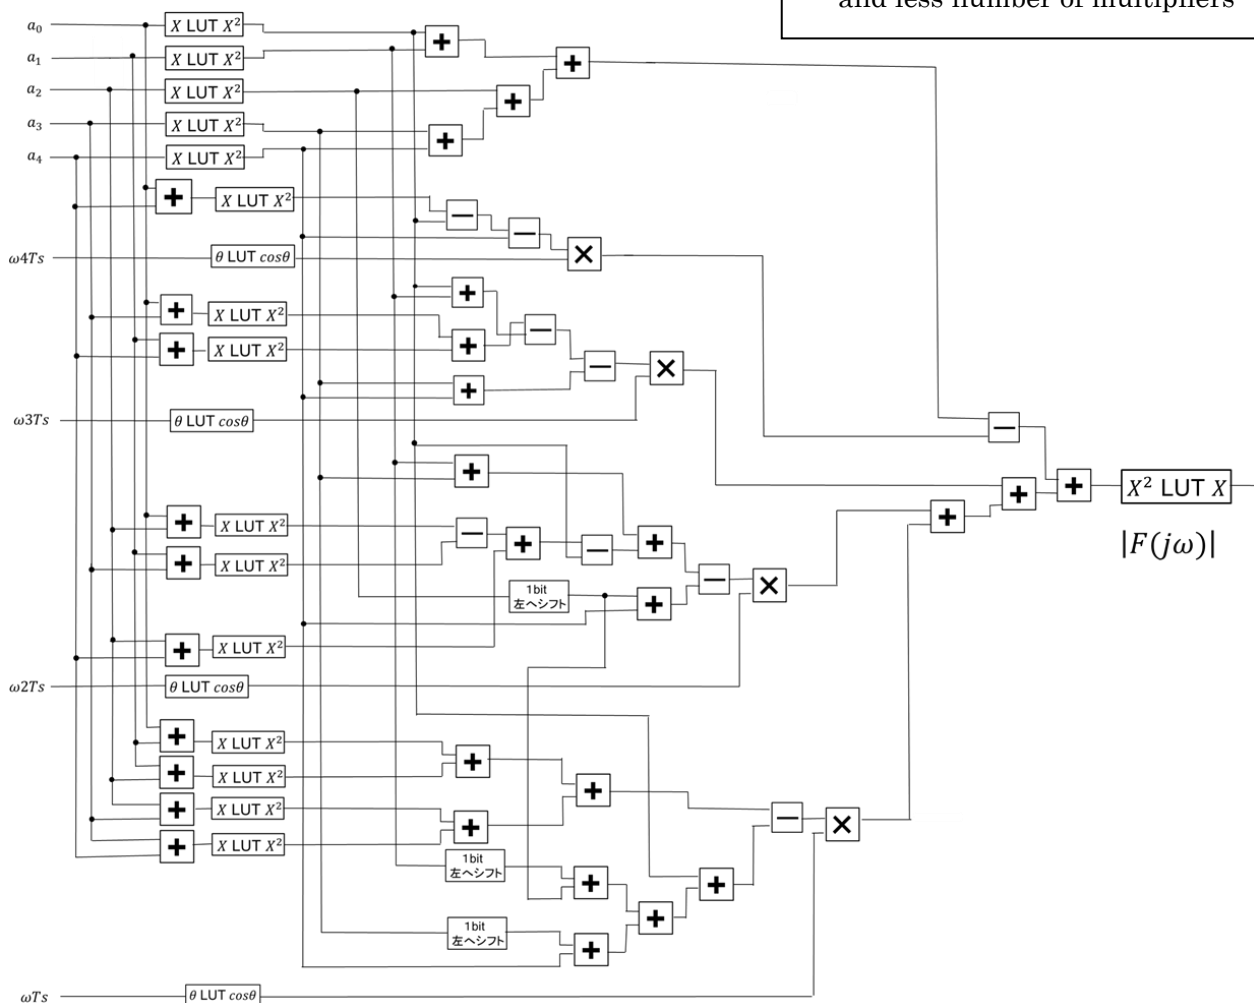 and less number of multipliers
a₀ X LUT X²
a₁ X LUT X²
a₂ X LUT X²
a₃ X LUT X²
a₄ X LUT X²
+
+
+
+
+ X LUT X²
−
−
ω4Ts θ LUT cosθ ×
+
+ X LUT X²
−
+ X LUT X² +
−
×
+
ω3Ts θ LUT cosθ
−
+
X² LUT X
+
+
+
|F(jω)|
+ X LUT X²
−
+
−
+
+ X LUT X²
−
×
1bit
左へシフト
+
+ X LUT X²
ω2Ts θ LUT cosθ
+ X LUT X²
+
+ X LUT X²
+
+ X LUT X²
+
−
×
+ X LUT X²
1bit
左へシフト
+
+
+
1bit
左へシフト
+
ωTs θ LUT cosθ